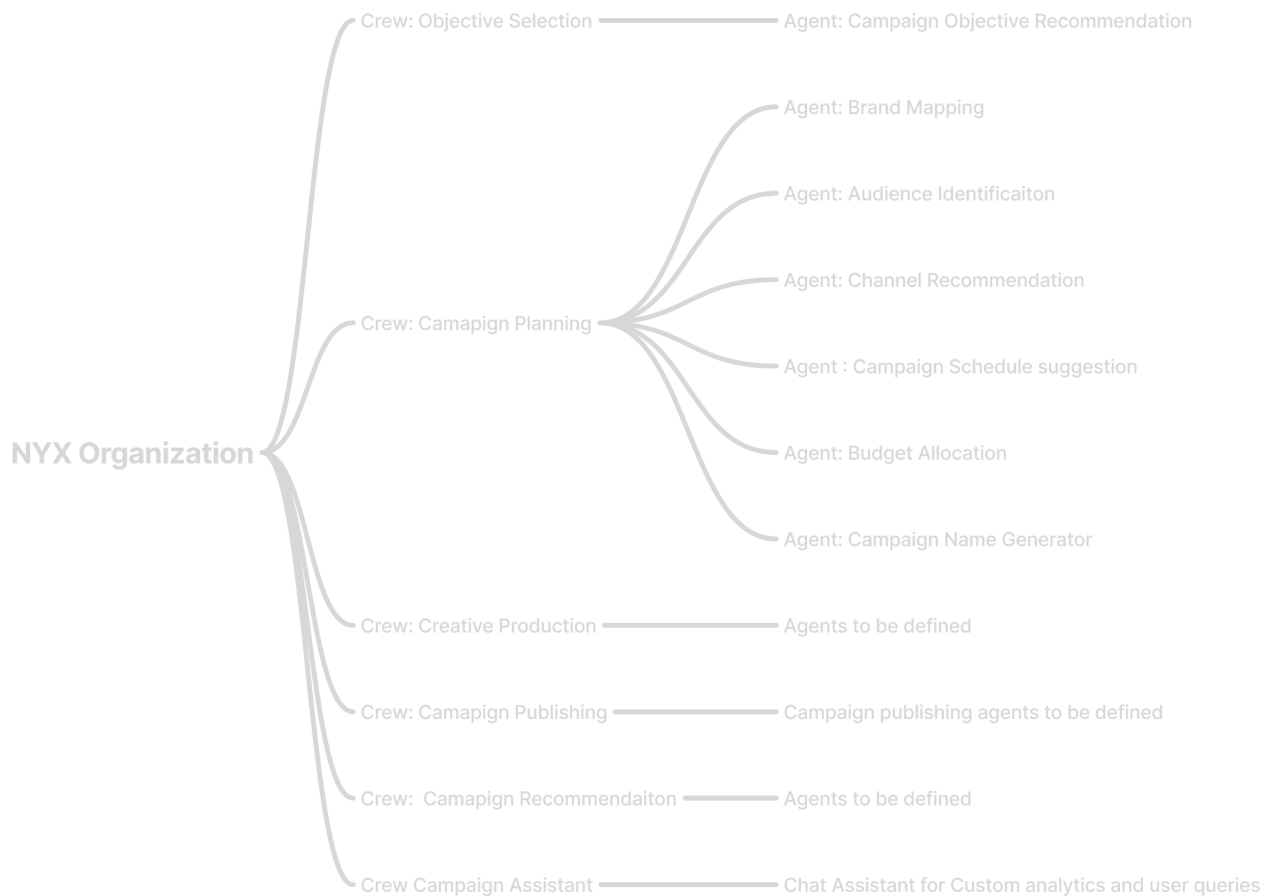 Crew: Objective Selection
Agent: Campaign Objective Recommendation
Agent: Brand Mapping
Agent: Audience Identificaiton
Agent: Channel Recommendation
Crew: Camapign Planning
Agent : Campaign Schedule suggestion
NYX Organization
Agent: Budget Allocation
Agent: Campaign Name Generator
Crew: Creative Production
Agents to be defined
Crew: Camapign Publishing
Campaign publishing agents to be defined
Crew:  Camapign Recommendaiton
Agents to be defined
Crew Campaign Assistant
Chat Assistant for Custom analytics and user queries